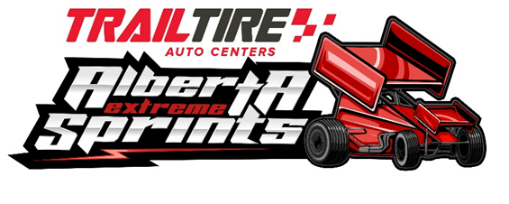 TRAILTIRE
AUTO CENTERS
AlbertA
extreme
Sprints